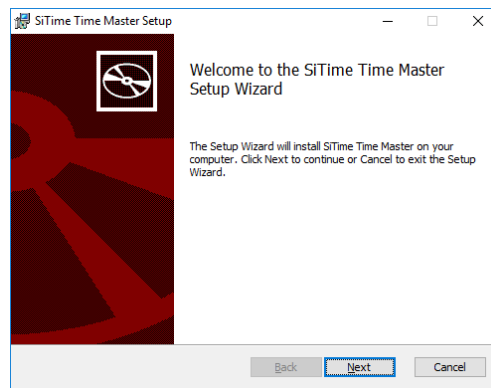 SiTime Time Master Setup
Welcome to the SiTime Time Master
Setup Wizard
The Setup Wizard will install SiTime Time Master on your
computer. Click Next to continue or Cancel to exit the Setup
Wizard.
Back Next Cancel